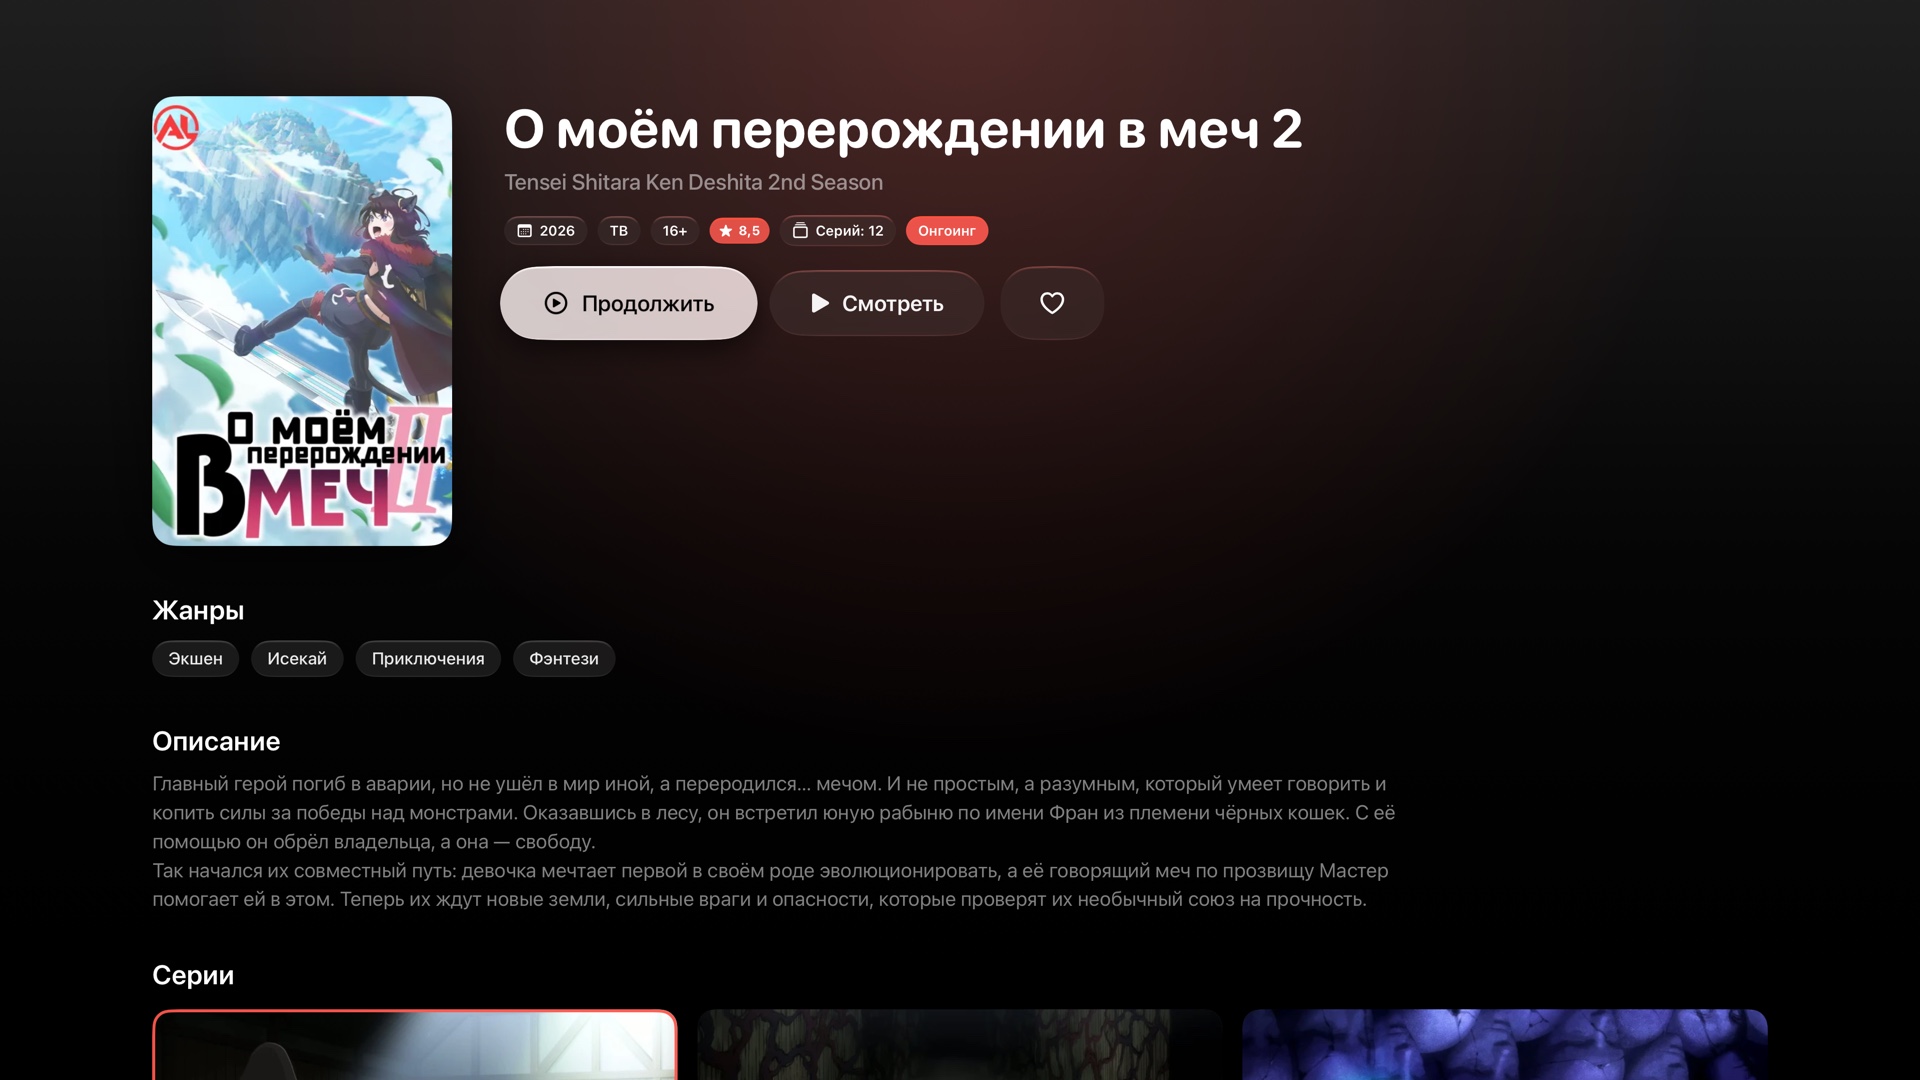 AL
О моём перерождении в меч 2
Tensei Shitara Ken Deshita 2nd Season
2026
ТВ
16+
8,5
Серий: 12
Онгоинг
Продолжить
Смотреть
О моём
перерождении
В меч
II
Жанры
Экшен
Исекай
Приключения
Фэнтези
Описание
Главный герой погиб в аварии, но не ушёл в мир иной, а переродился... мечом. И не простым, а разумным, который умеет говорить и
копить силы за победы над монстрами. Оказавшись в лесу, он встретил юную рабыню по имени Фран из племени чёрных кошек. С её
помощью он обрёл владельца, а она — свободу.
Так начался их совместный путь: девочка мечтает первой в своём роде эволюционировать, а её говорящий меч по прозвищу Мастер
помогает ей в этом. Теперь их ждут новые земли, сильные враги и опасности, которые проверят их необычный союз на прочность.
Серии